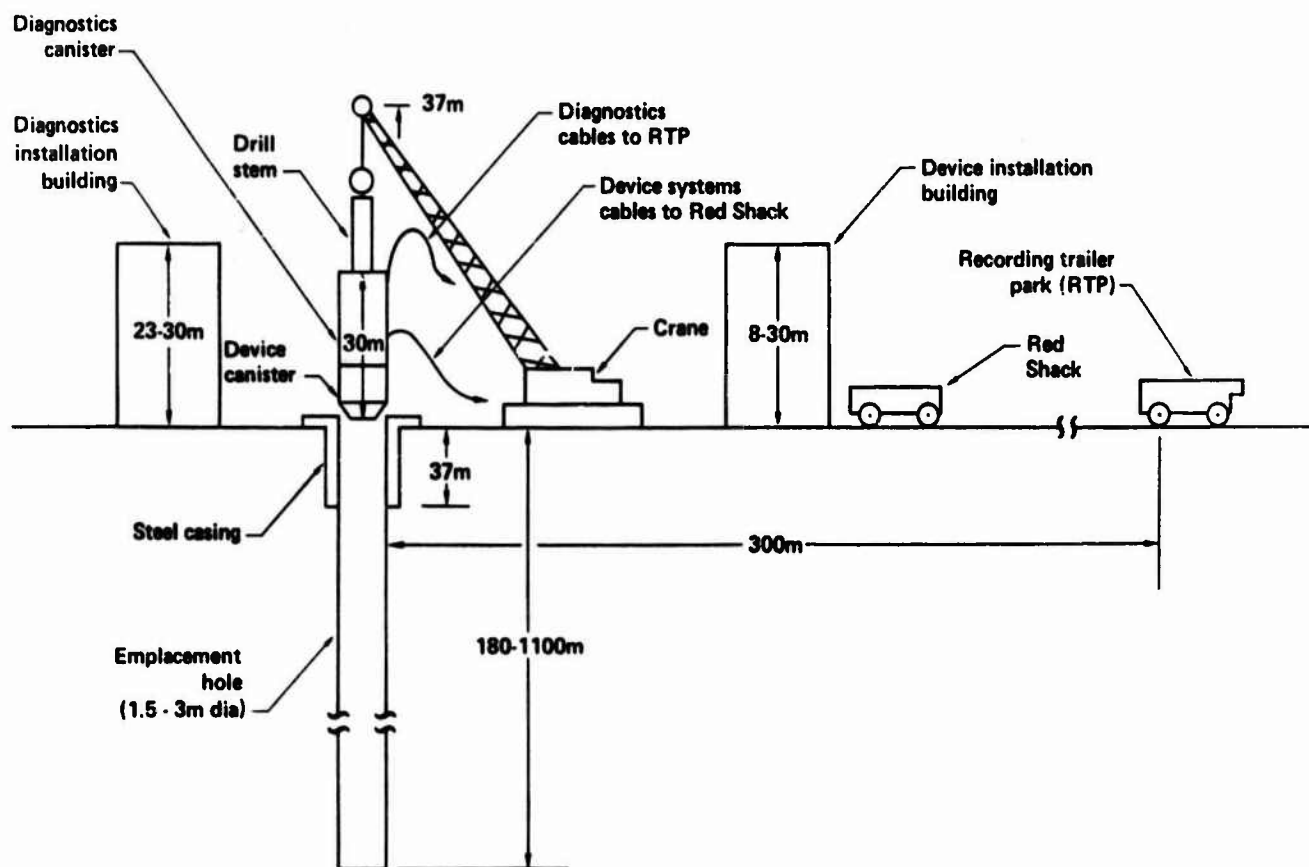 Diagnostics
canister
Diagnostics
installation
building
Drill
stem
37m
Diagnostics
cables to RTP
Device systems
cables to Red Shack
Device installation
building
Recording trailer
park (RTP)
23-30m
30m
Device
canister
Crane
8-30m
Red
Shack
37m
Steel casing
300m
180-1100m
Emplacement
hole
(1.5 - 3m dia)